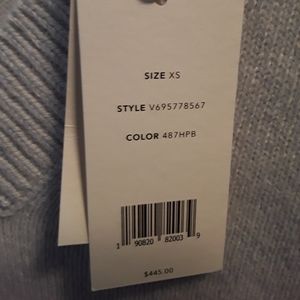 SIZE XS
STYLE V695778567
COLOR 487HPB
1 90820 82003 9
$445.00